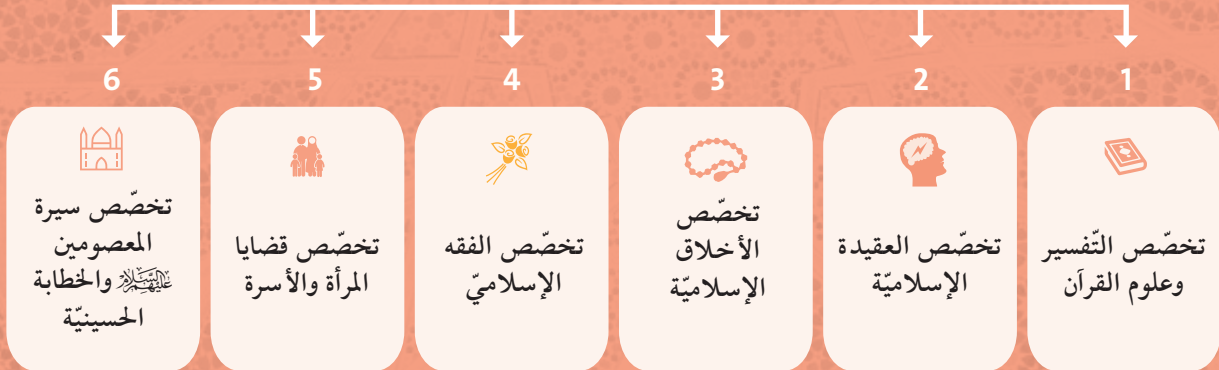 1
تخصّص التّفسير
وعلوم القرآن
2
تخصّص العقيدة
الإسلاميّة
3
تخصّص
الأخلاق
الإسلاميّة
4
تخصّص الفقه
الإسلاميّ
5
تخصّص قضايا
المرأة والأسرة
6
تخصّص سيرة
المعصومين
عليهم السلام والخطابة
الحسينيّة